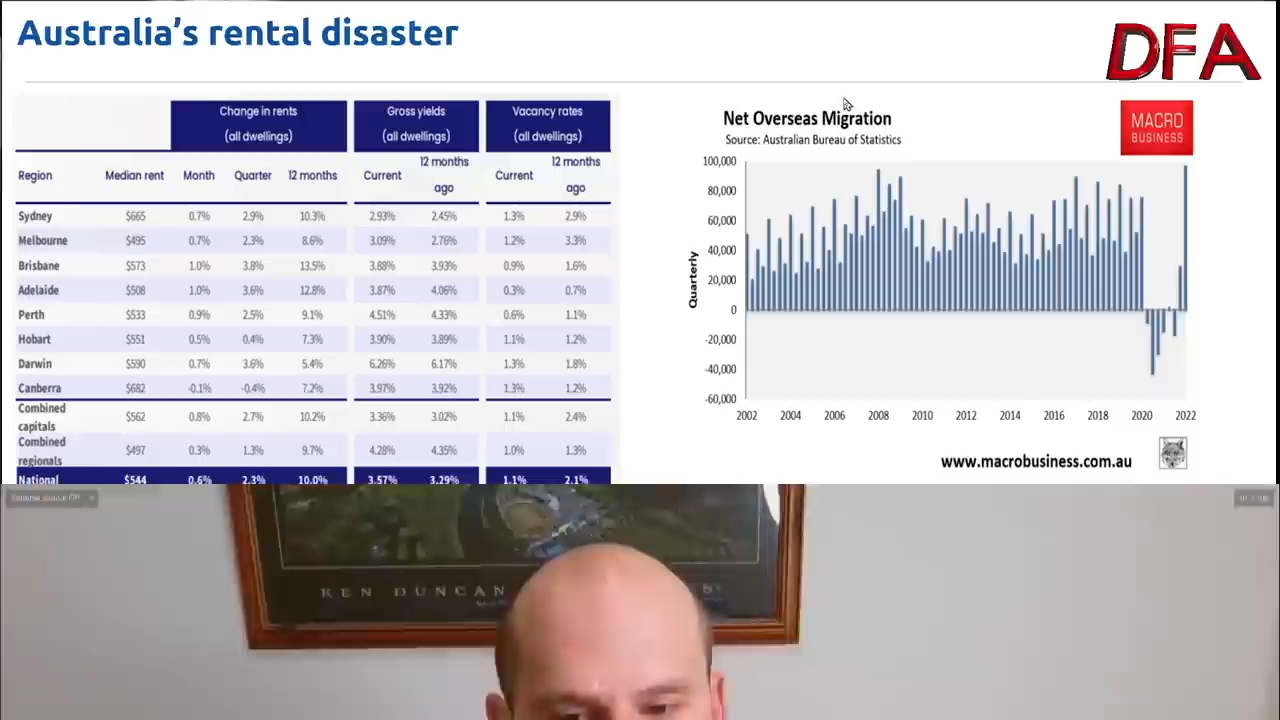 Australia's rental disaster
DFA
Change in rents
(all dwellings)
Gross yields
(all dwellings)
Vacancy rates
(all dwellings)
Region Median rent Month Quarter 12 months Current 12 months ago Current 12 months ago
Sydney $665 0.7% 2.9% 10.3% 2.93% 2.45% 1.3% 2.9%
Melbourne $495 0.7% 2.3% 8.6% 3.09% 2.76% 1.2% 3.3%
Brisbane $573 1.0% 3.8% 13.5% 3.88% 3.93% 0.9% 1.6%
Adelaide $508 1.0% 3.6% 12.8% 3.87% 4.06% 0.3% 0.7%
Perth $533 0.9% 2.5% 9.1% 4.51% 4.33% 0.6% 1.1%
Hobart $551 0.5% 0.4% 7.3% 3.90% 3.89% 1.1% 1.2%
Darwin $590 0.7% 3.6% 5.4% 6.26% 6.17% 1.3% 1.8%
Canberra $682 -0.1% -0.4% 7.2% 3.97% 3.92% 1.3% 1.2%
Combined capitals $562 0.8% 2.7% 10.2% 3.36% 3.02% 1.1% 2.4%
Combined regionals $497 0.3% 1.3% 9.7% 4.28% 4.35% 1.0% 1.3%
National $544 0.6% 2.3% 10.0% 3.57% 3.29% 1.1% 2.1%
Net Overseas Migration
Source: Australian Bureau of Statistics
MACRO
BUSINESS
Quarterly
100,000
80,000
60,000
40,000
20,000
0
-20,000
-40,000
-60,000
2002 2004 2006 2008 2010 2012 2014 2016 2018 2020 2022
www.macrobusiness.com.au
KEN DUNCAN